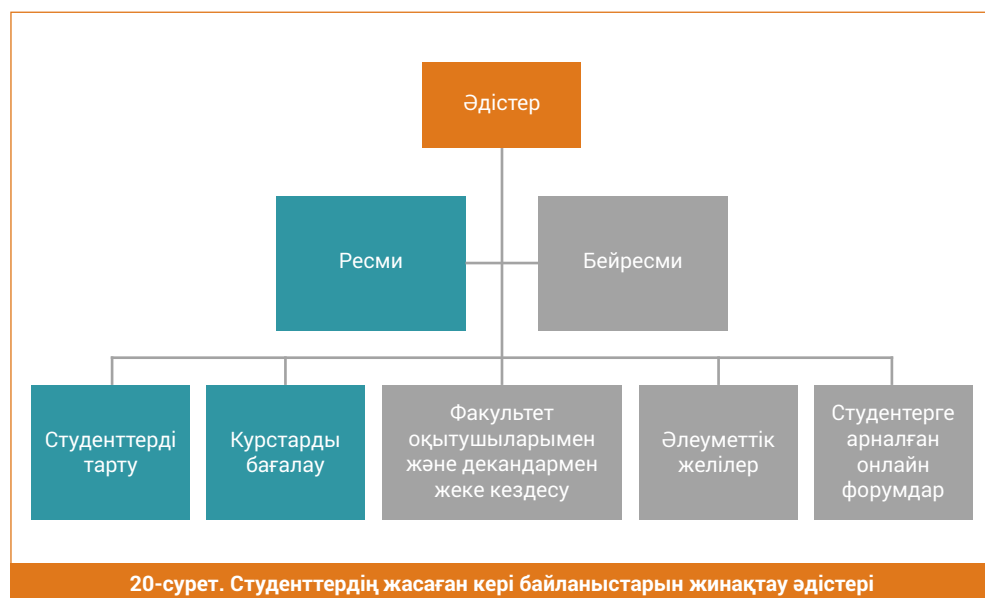 Әдістер
Ресми
Бейресми
Студенттерді
тарту
Курстарды
бағалау
Факультет
оқытушыларымен
және декандармен
жеке кездесу
Әлеуметтік
желілер
Студентерге
арналған
онлайн
форумдар
20-сурет. Студенттердің жасаған кері байланыстарын жинақтау әдістері